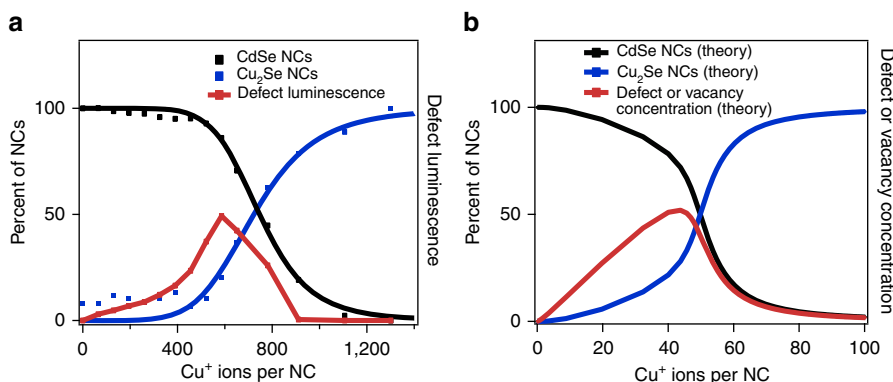 a
CdSe NCs
Cu₂Se NCs
Defect luminescence
Percent of NCs
100
50
0
0
400
800
1,200
Cu⁺ ions per NC
Defect luminescence
b
CdSe NCs (theory)
Cu₂Se NCs (theory)
Defect or vacancy
concentration (theory)
Percent of NCs
100
50
0
0
20
40
60
80
100
Cu⁺ ions per NC
Defect or vacancy concentration